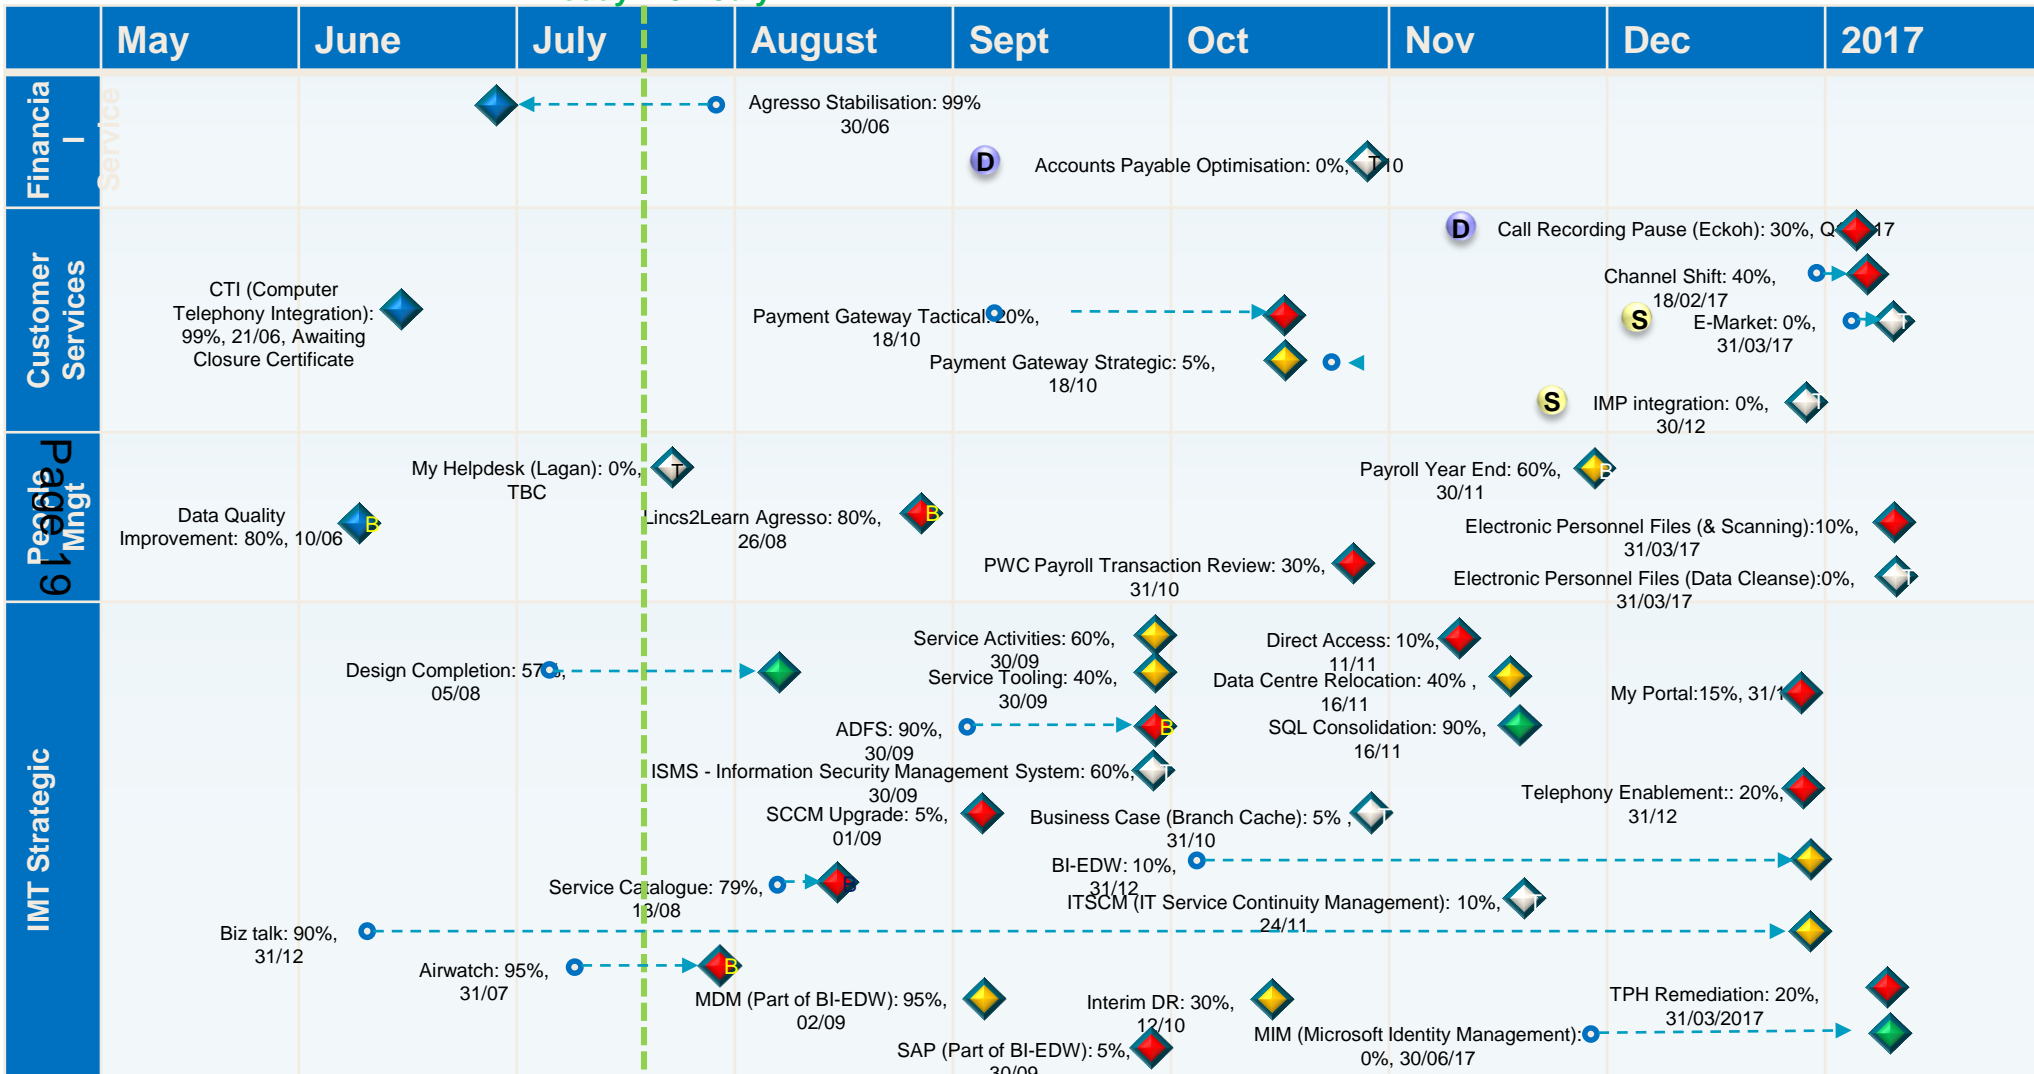 May June July August Sept Oct Nov Dec 2017
Financia
l
Service
Agresso Stabilisation: 99%
30/06
D
Accounts Payable Optimisation: 0%,
T
10
Customer
Services
D
Call Recording Pause (Eckoh): 30%,
17
Channel Shift: 40%,
18/02/17
CTI (Computer
Telephony Integration):
99%, 21/06, Awaiting
Closure Certificate
Payment Gateway Tactical: 20%,
18/10
S
E-Market: 0%,
31/03/17
T
Payment Gateway Strategic: 5%,
18/10
S
IMP integration: 0%,
30/12
T
People
Mngt
Page 19
My Helpdesk (Lagan): 0%,
TBC
T
Payroll Year End: 60%,
30/11
B
Data Quality
Improvement: 80%, 10/06
B
Lincs2Learn Agresso: 80%,
26/08
B
Electronic Personnel Files (& Scanning):10%,
31/03/17
PWC Payroll Transaction Review: 30%,
31/10
Electronic Personnel Files (Data Cleanse):0%,
31/03/17
T
IMT Strategic
Service Activities: 60%,
30/09
Direct Access: 10%,
11/11
Design Completion: 57%,
05/08
Service Tooling: 40%,
30/09
Data Centre Relocation: 40% ,
16/11
My Portal:15%,
ADFS: 90%,
30/09
B
SQL Consolidation: 90%,
16/11
ISMS - Information Security Management System: 60%,
30/09
T
SCCM Upgrade: 5%,
01/09
Business Case (Branch Cache): 5% ,
31/10
T
Telephony Enablement:: 20%,
31/12
BI-EDW: 10%,
31/12
Service Catalogue: 79%,
18/08
B
ITSCM (IT Service Continuity Management): 10%,
24/11
T
Biz talk: 90%,
31/12
Airwatch: 95%,
31/07
B
MDM (Part of BI-EDW): 95%,
02/09
Interim DR: 30%,
12/10
TPH Remediation: 20%,
31/03/2017
SAP (Part of BI-EDW): 5%,
30/09
MIM (Microsoft Identity Management):
0%, 30/06/17